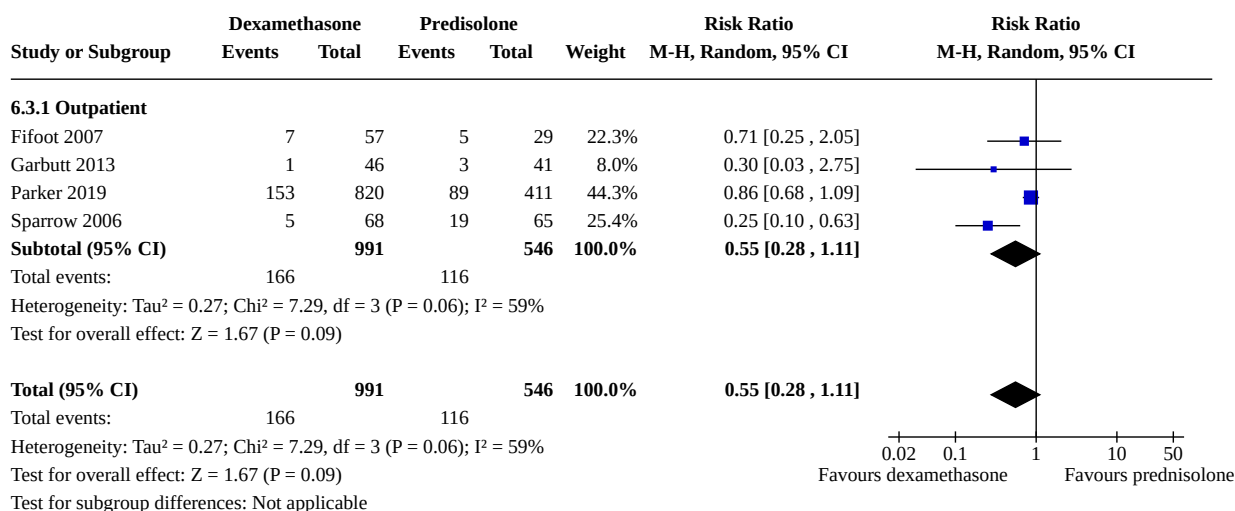 Dexamethasone Predisolone Risk Ratio Risk Ratio
Study or Subgroup Events Total Events Total Weight M-H, Random, 95% CI M-H, Random, 95% CI
6.3.1 Outpatient
Fifoot 2007 7 57 5 29 22.3% 0.71 [0.25 , 2.05]
Garbutt 2013 1 46 3 41 8.0% 0.30 [0.03 , 2.75]
Parker 2019 153 820 89 411 44.3% 0.86 [0.68 , 1.09]
Sparrow 2006 5 68 19 65 25.4% 0.25 [0.10 , 0.63]
Subtotal (95% CI) 991 546 100.0% 0.55 [0.28 , 1.11]
Total events: 166 116
Heterogeneity: Tau² = 0.27; Chi² = 7.29, df = 3 (P = 0.06); I² = 59%
Test for overall effect: Z = 1.67 (P = 0.09)
Total (95% CI) 991 546 100.0% 0.55 [0.28 , 1.11]
Total events: 166 116
Heterogeneity: Tau² = 0.27; Chi² = 7.29, df = 3 (P = 0.06); I² = 59%
0.02 0.1 1 10 50
Test for overall effect: Z = 1.67 (P = 0.09) Favours dexamethasone Favours prednisolone
Test for subgroup differences: Not applicable